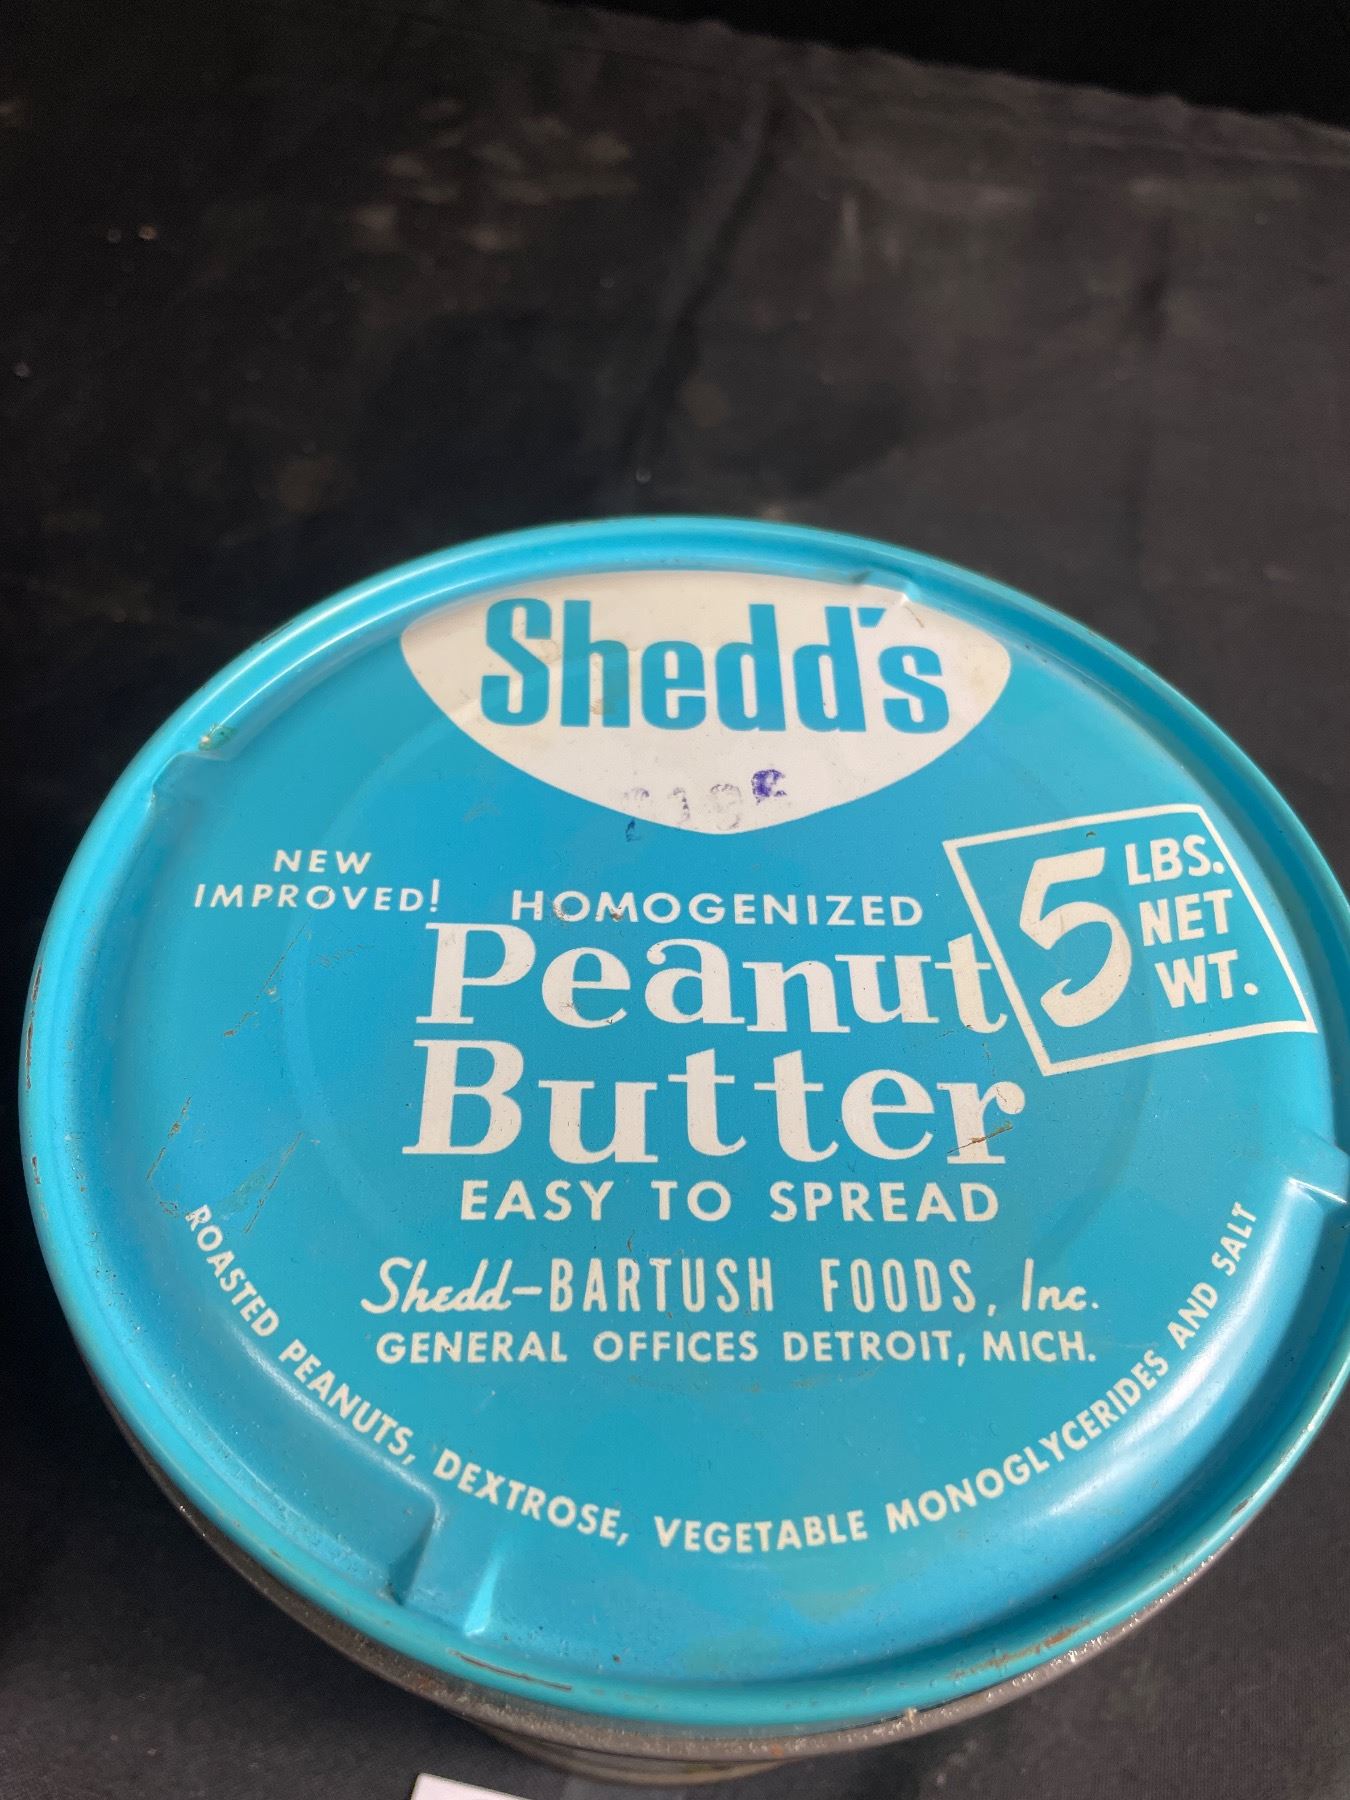 Shedd's
NEW
IMPROVED!
HOMOGENIZED
Peanut
Butter
5 LBS.
NET
WT.
EASY TO SPREAD
Shedd-BARTUSH FOODS, Inc.
GENERAL OFFICES DETROIT, MICH.
ROASTED PEANUTS, DEXTROSE, VEGETABLE MONOGLYCERIDES AND SALT